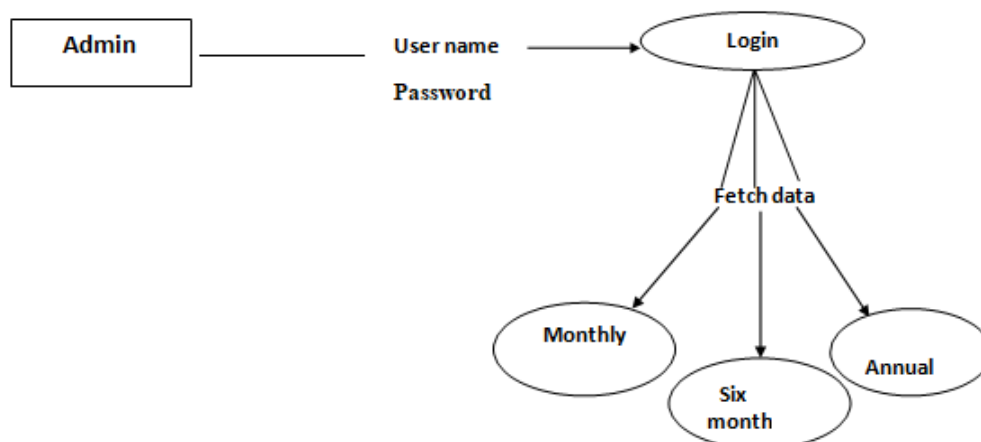 Admin
User name
Password
Login
Fetch data
Monthly
Six
month
Annual